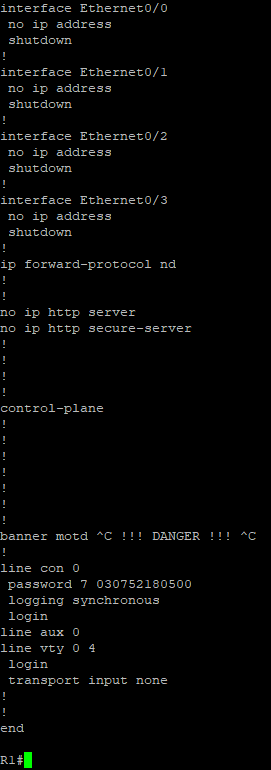 interface Ethernet0/0
 no ip address
 shutdown
!
interface Ethernet0/1
 no ip address
 shutdown
!
interface Ethernet0/2
 no ip address
 shutdown
!
interface Ethernet0/3
 no ip address
 shutdown
!
ip forward-protocol nd
!
!
no ip http server
no ip http secure-server
!
!
!
!
control-plane
!
!
!
!
!
!
!
banner motd ^C !!! DANGER !!! ^C
!
line con 0
 password 7 030752180500
 logging synchronous
 login
line aux 0
line vty 0 4
 login
 transport input none
!
!
end
R1#